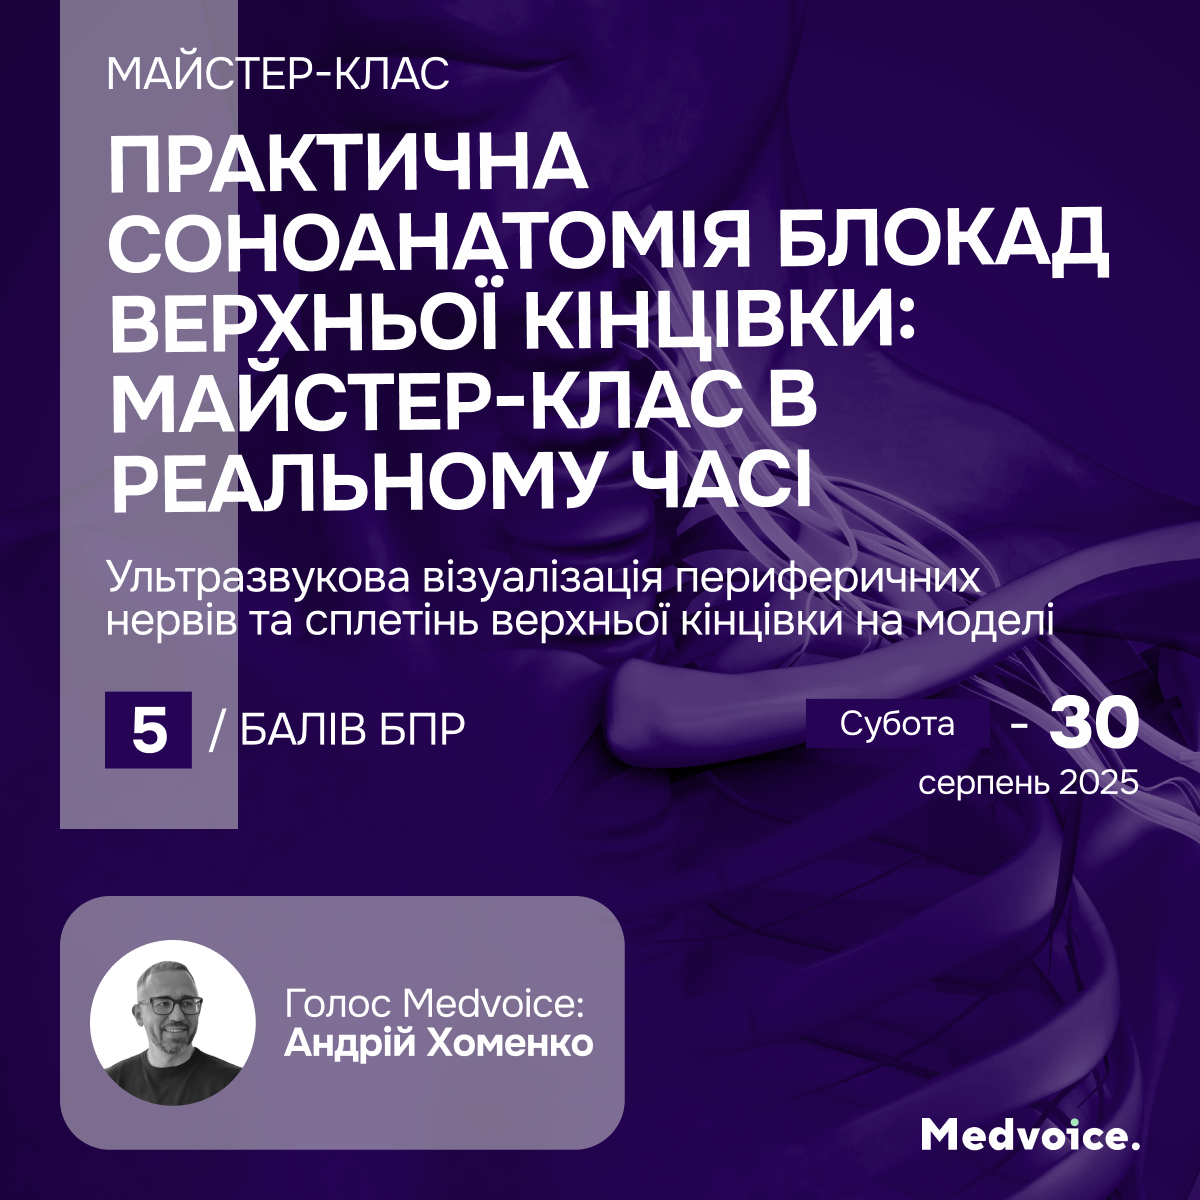 МАЙСТЕР-КЛАС
ПРАКТИЧНА
СОНОАНАТОМІЯ БЛОКАД
ВЕРХНЬОЇ КІНЦІВКИ:
МАЙСТЕР-КЛАС В
РЕАЛЬНОМУ ЧАСІ
Ультразвукова візуалізація периферичних
нервів та сплетінь верхньої кінцівки на моделі
5 / БАЛІВ БПР
Субота - 30
серпень 2025
Голос Medvoice:
Андрій Хоменко
Medvoice.